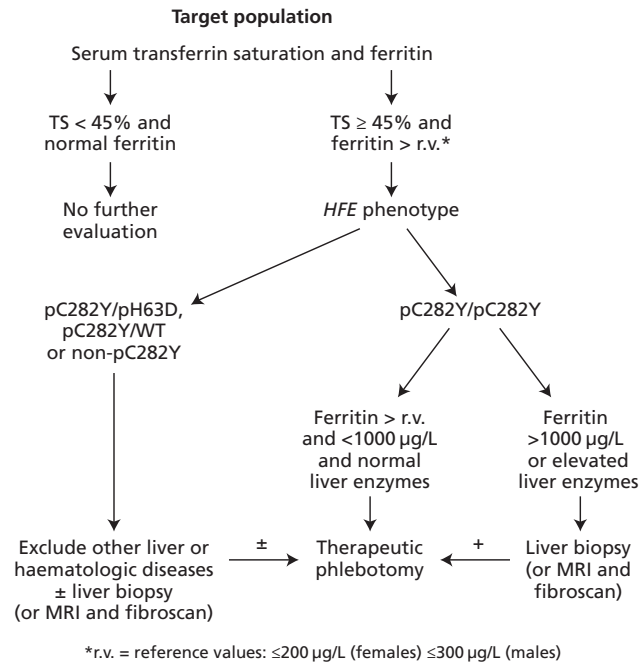 Target population
Serum transferrin saturation and ferritin
TS < 45% and
normal ferritin
TS ≥ 45% and
ferritin > r.v.*
No further
evaluation
HFE phenotype
pC282Y/pH63D,
pC282Y/WT
or non-pC282Y
pC282Y/pC282Y
Ferritin > r.v.
and <1000 µg/L
and normal
liver enzymes
Ferritin
>1000 µg/L
or elevated
liver enzymes
Exclude other liver or
haematologic diseases
± liver biopsy
(or MRI and fibroscan)
±
Therapeutic
phlebotomy
+
Liver biopsy
(or MRI and
fibroscan)
*r.v. = reference values: ≤200 µg/L (females) ≤300 µg/L (males)